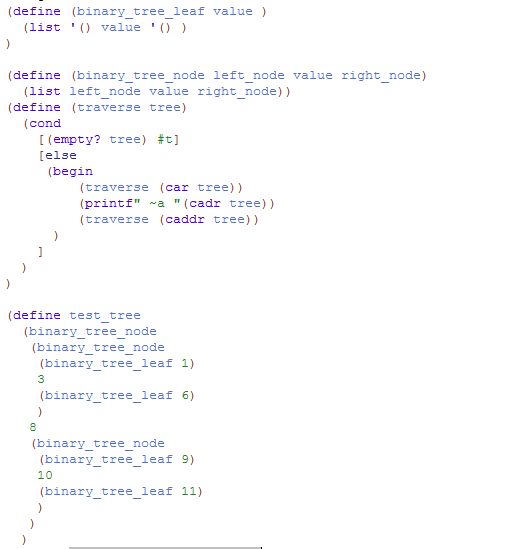 (define (binary_tree_leaf value )
  (list '() value '() )
)

(define (binary_tree_node left_node value right_node)
  (list left_node value right_node))
(define (traverse tree)
  (cond
    [(empty? tree) #t]
    [else
     (begin
         (traverse (car tree))
         (printf" ~a "(cadr tree))
         (traverse (caddr tree))
      )
    ]
  )
)

(define test_tree
  (binary_tree_node
   (binary_tree_node
    (binary_tree_leaf 1)
    3
    (binary_tree_leaf 6)
    )
   8
   (binary_tree_node
    (binary_tree_leaf 9)
    10
    (binary_tree_leaf 11)
    )
   )
  )